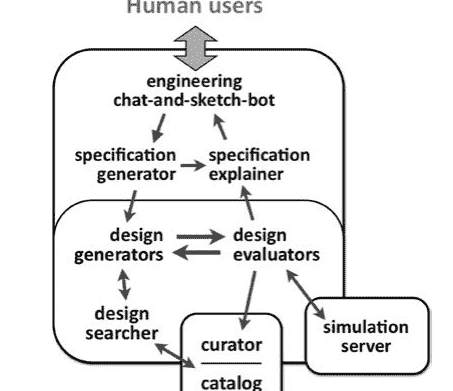 Human users
engineering
chat-and-sketch-bot
specification
generator
specification
explainer
design
generators
design
evaluators
design
searcher
curator
catalog
simulation
server